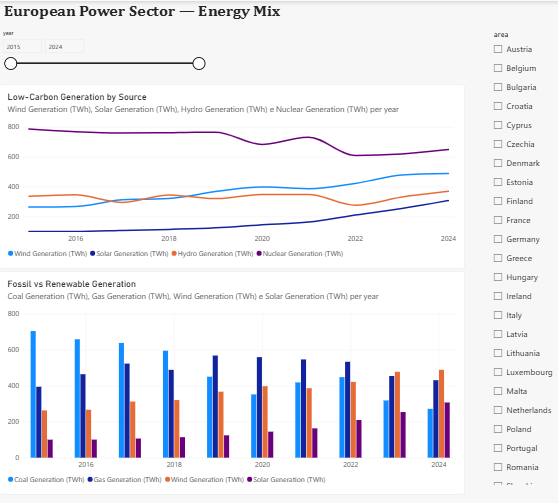 European Power Sector — Energy Mix
year
2015 2024
area
Austria
Belgium
Bulgaria
Croatia
Cyprus
Czechia
Denmark
Estonia
Finland
France
Germany
Greece
Hungary
Ireland
Italy
Latvia
Lithuania
Luxembourg
Malta
Netherlands
Poland
Portugal
Romania
Low-Carbon Generation by Source
Wind Generation (TWh), Solar Generation (TWh), Hydro Generation (TWh) e Nuclear Generation (TWh) per year
800
600
400
200
2016 2018 2020 2022 2024
Wind Generation (TWh) Solar Generation (TWh) Hydro Generation (TWh) Nuclear Generation (TWh)
Fossil vs Renewable Generation
Coal Generation (TWh), Gas Generation (TWh), Wind Generation (TWh) e Solar Generation (TWh) per year
800
600
400
200
0
2016 2018 2020 2022 2024
Coal Generation (TWh) Gas Generation (TWh) Wind Generation (TWh) Solar Generation (TWh)